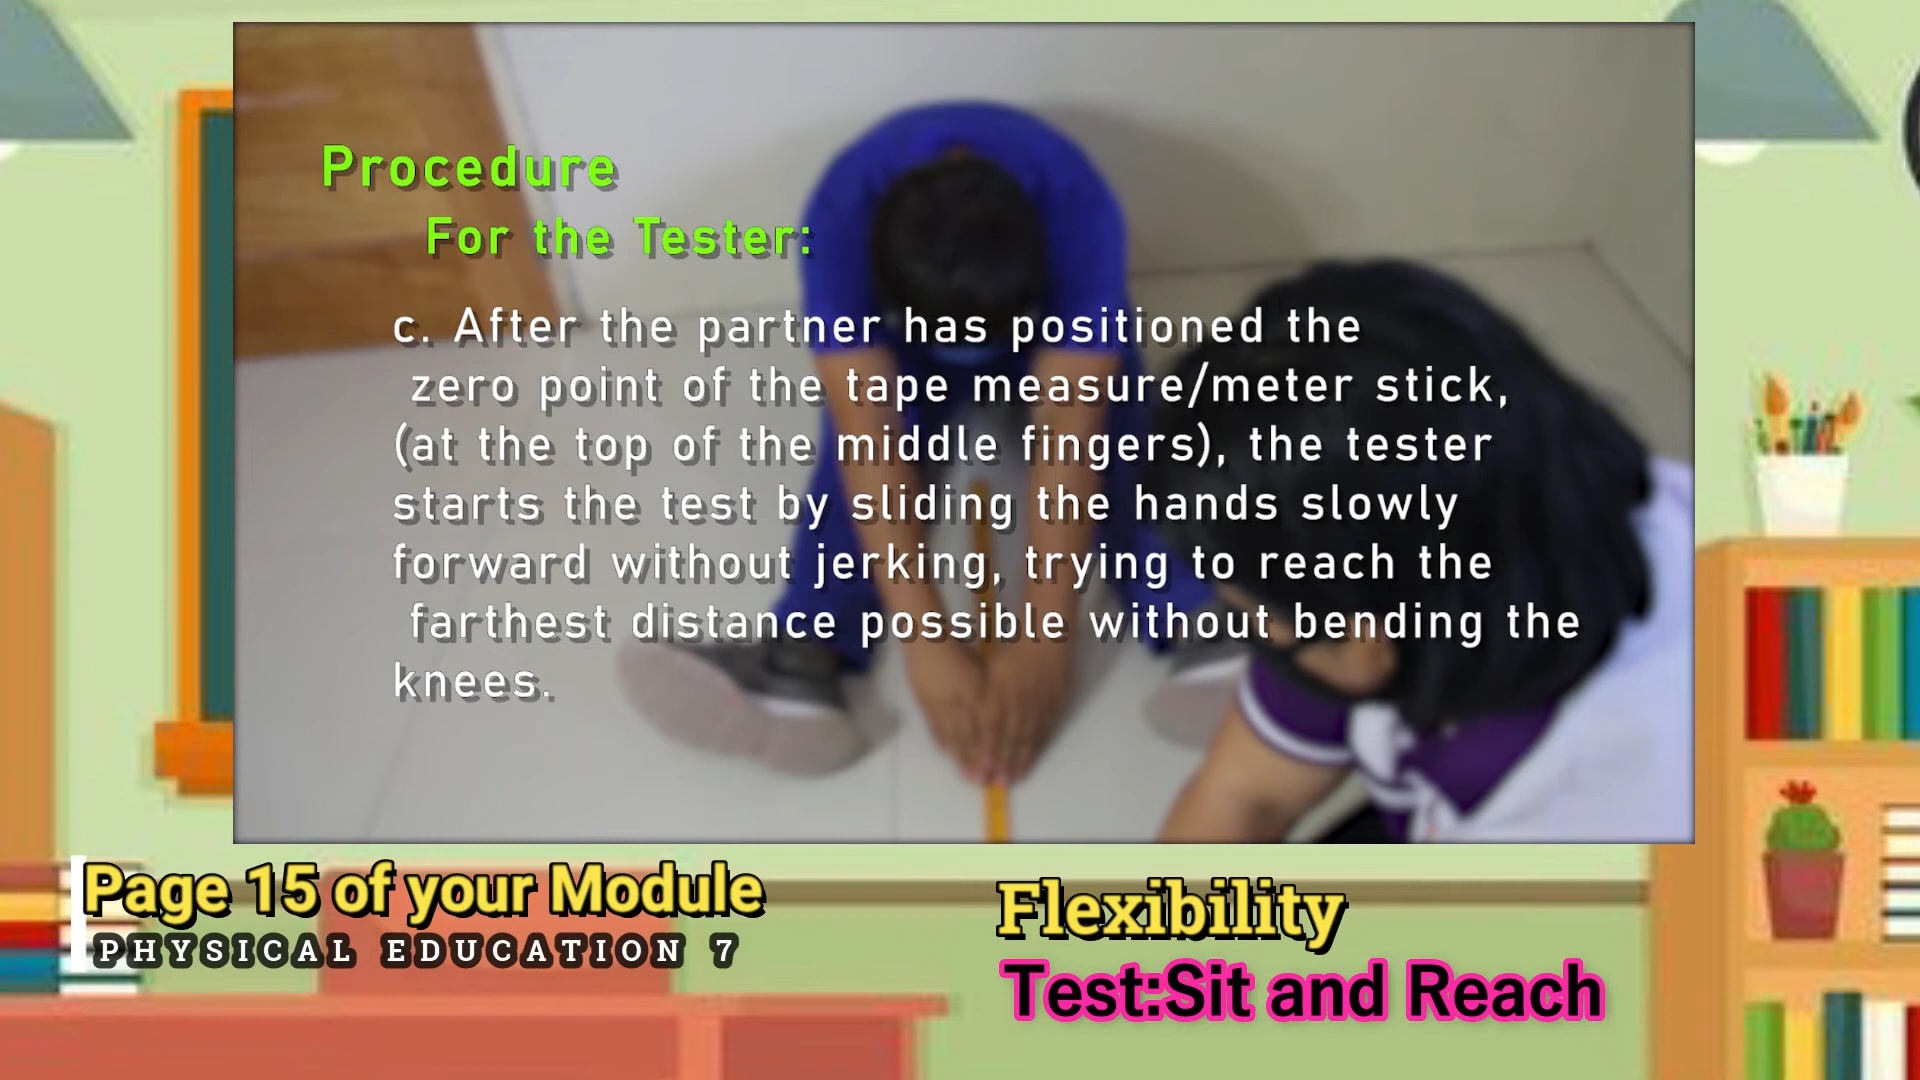 Procedure
For the Tester:
c. After the partner has positioned the
zero point of the tape measure/meter stick,
(at the top of the middle fingers), the tester
starts the test by sliding the hands slowly
forward without jerking, trying to reach the
farthest distance possible without bending the
knees.
Page 15 of your Module
PHYSICAL EDUCATION 7
Flexibility
Test:Sit and Reach